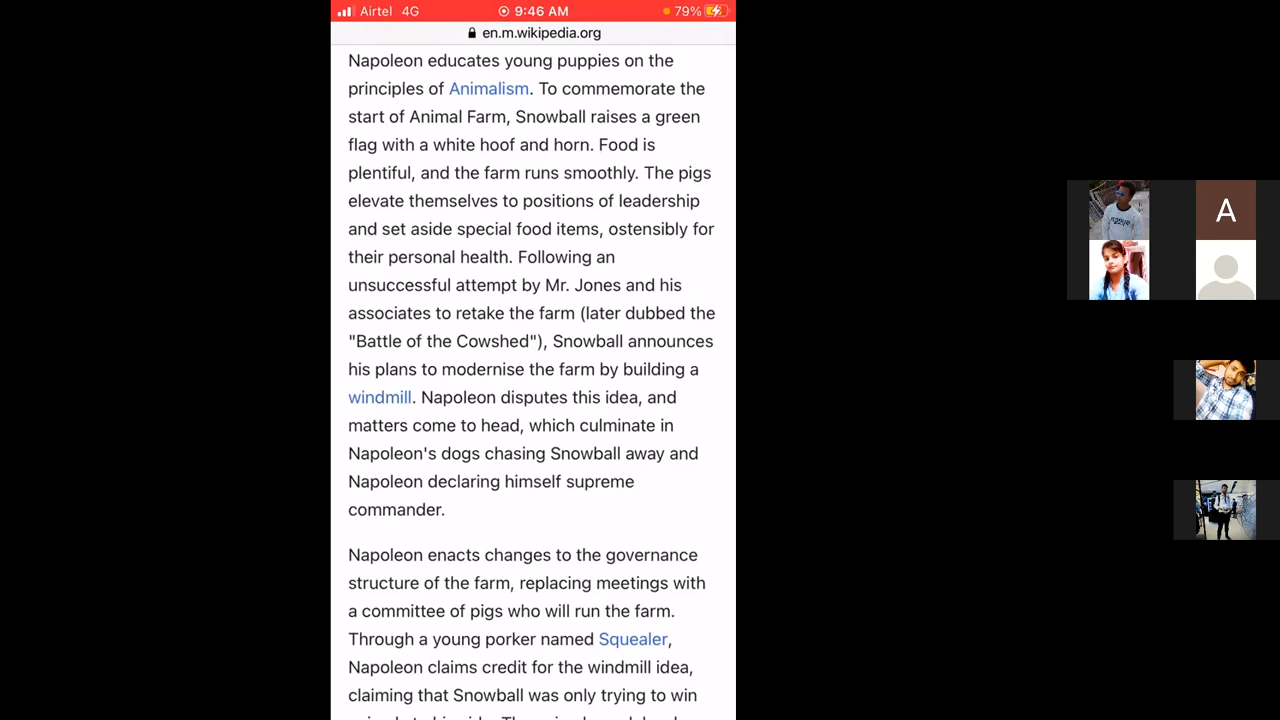 Airtel 4G 9:46 AM 79%
en.m.wikipedia.org
Napoleon educates young puppies on the
principles of Animalism. To commemorate the
start of Animal Farm, Snowball raises a green
flag with a white hoof and horn. Food is
plentiful, and the farm runs smoothly. The pigs
elevate themselves to positions of leadership
and set aside special food items, ostensibly for
their personal health. Following an
unsuccessful attempt by Mr. Jones and his
associates to retake the farm (later dubbed the
"Battle of the Cowshed"), Snowball announces
his plans to modernise the farm by building a
windmill. Napoleon disputes this idea, and
matters come to head, which culminate in
Napoleon's dogs chasing Snowball away and
Napoleon declaring himself supreme
commander.
Napoleon enacts changes to the governance
structure of the farm, replacing meetings with
a committee of pigs who will run the farm.
Through a young porker named Squealer,
Napoleon claims credit for the windmill idea,
claiming that Snowball was only trying to win
A